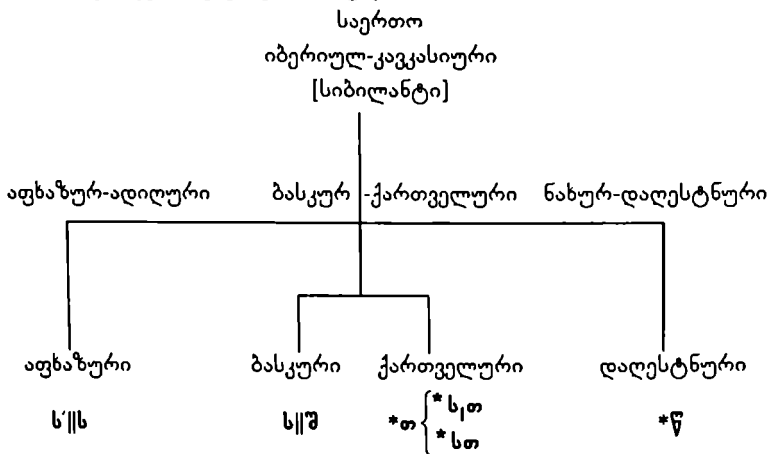 საერთო
იბერიულ-კავკასიური
[სიბილანტი]
აფხაზურ-ადიღური ბასკურ-ქართველური ნახურ-დაღესტნური
აფხაზური ბასკური ქართველური დაღესტნური
ს́||ს ს||შ *თ { *ს₁თ *წ
*სთ